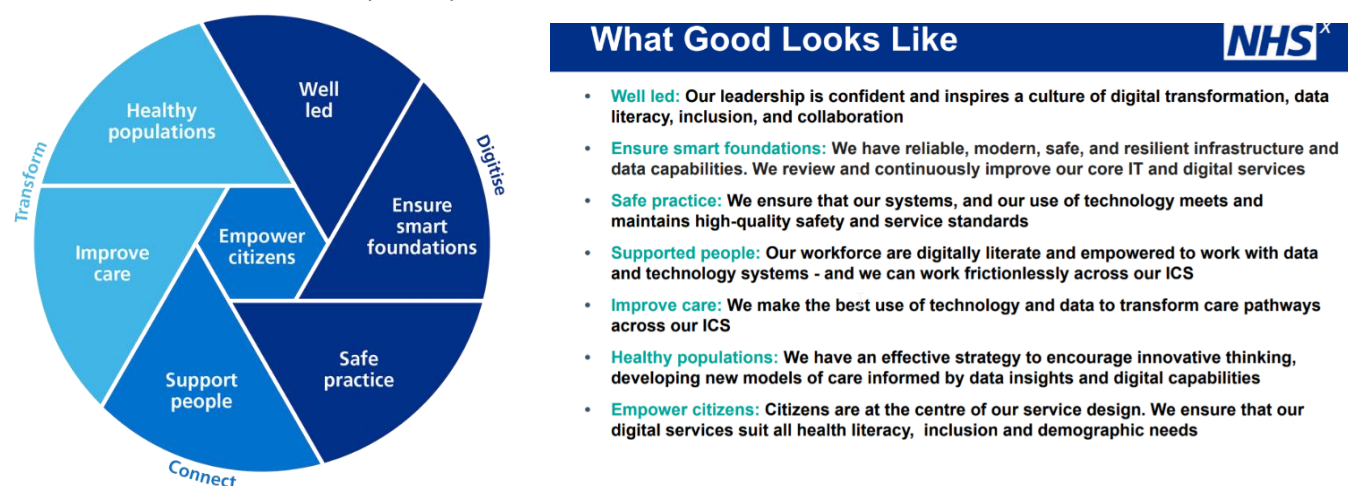 Healthy
populations
Well
led
Ensure
smart
foundations
Safe
practice
Support
people
Improve
care
Empower
citizens
Transform
Digitise
Connect
What Good Looks Like
NHS X
• Well led: Our leadership is confident and inspires a culture of digital transformation, data
literacy, inclusion, and collaboration
• Ensure smart foundations: We have reliable, modern, safe, and resilient infrastructure and
data capabilities. We review and continuously improve our core IT and digital services
• Safe practice: We ensure that our systems, and our use of technology meets and
maintains high-quality safety and service standards
• Supported people: Our workforce are digitally literate and empowered to work with data
and technology systems - and we can work frictionlessly across our ICS
• Improve care: We make the best use of technology and data to transform care pathways
across our ICS
• Healthy populations: We have an effective strategy to encourage innovative thinking,
developing new models of care informed by data insights and digital capabilities
• Empower citizens: Citizens are at the centre of our service design. We ensure that our
digital services suit all health literacy, inclusion and demographic needs